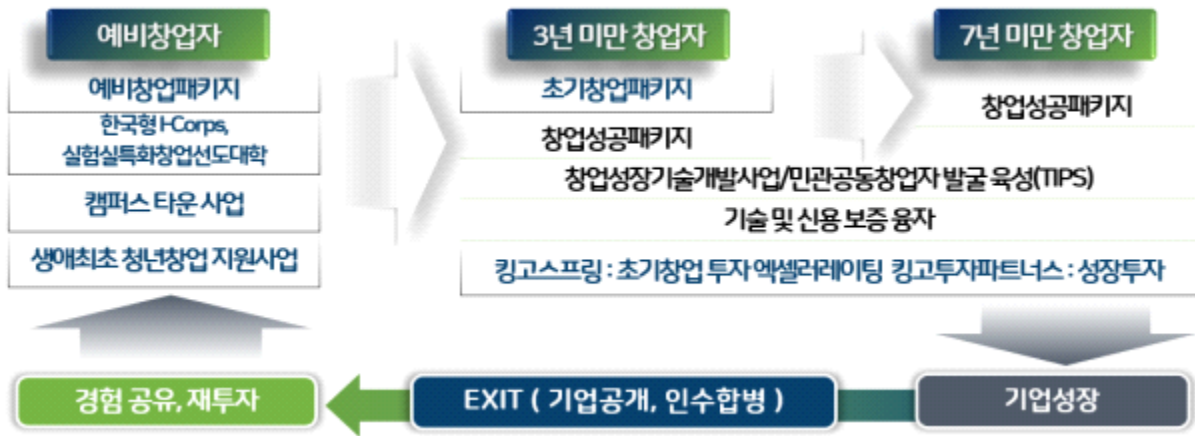 예비창업자
예비창업패키지
한국형 I-Corps,
실험실특화창업선도대학
캠퍼스 타운 사업
생애최초 청년창업 지원사업
3년 미만 창업자
초기창업패키지
창업성공패키지
7년 미만 창업자
창업성공패키지
창업성장기술개발사업/민관공동창업자 발굴 육성(TIPS)
기술 및 신용 보증 융자
킹고스프링 : 초기창업 투자 엑셀러레이팅 킹고투자파트너스 : 성장투자
경험 공유, 재투자
EXIT ( 기업공개, 인수합병 )
기업성장